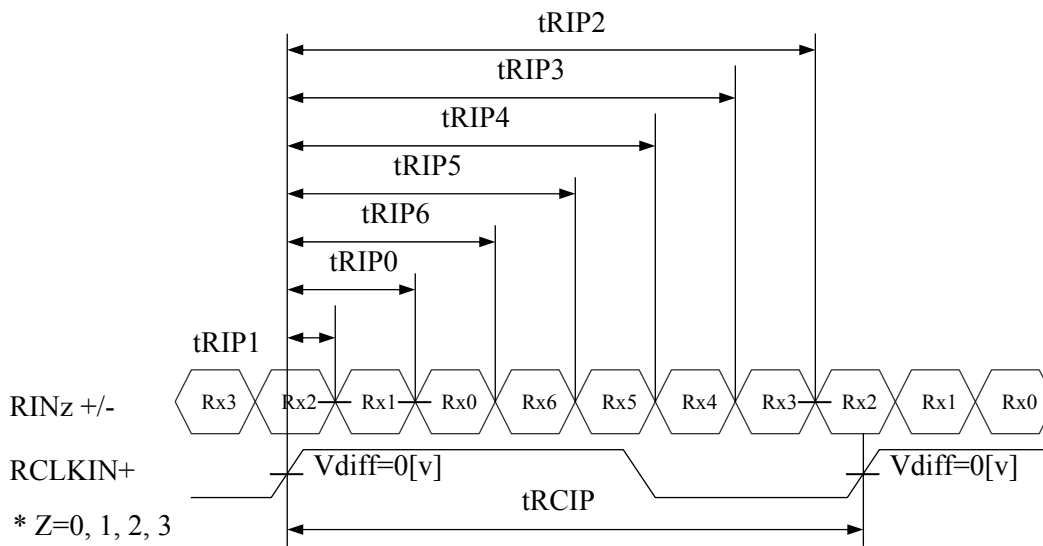 tRIP2
tRIP3
tRIP4
tRIP5
tRIP6
tRIP0
tRIP1
RINz +/- Rx3 Rx2 Rx1 Rx0 Rx6 Rx5 Rx4 Rx3 Rx2 Rx1 Rx0
RCLKIN+ Vdiff=0[v] Vdiff=0[v]
tRCIP
* Z=0, 1, 2, 3